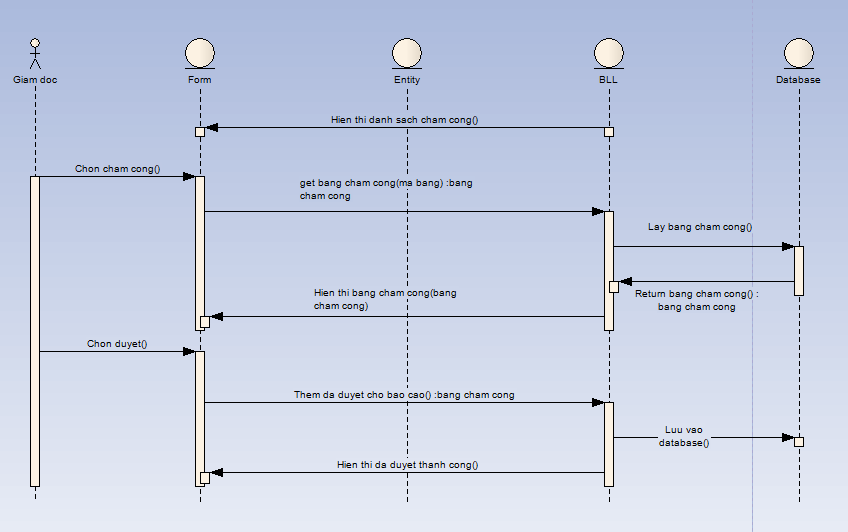 Giam doc
Form
Entity
BLL
Database
Hien thi danh sach cham cong()
Chon cham cong()
get bang cham cong(ma bang) :bang
cham cong
Lay bang cham cong()
Return bang cham cong() :
bang cham cong
Hien thi bang cham cong(bang
cham cong)
Chon duyet()
Them da duyet cho bao cao() :bang cham cong
Luu vao
database()
Hien thi da duyet thanh cong()